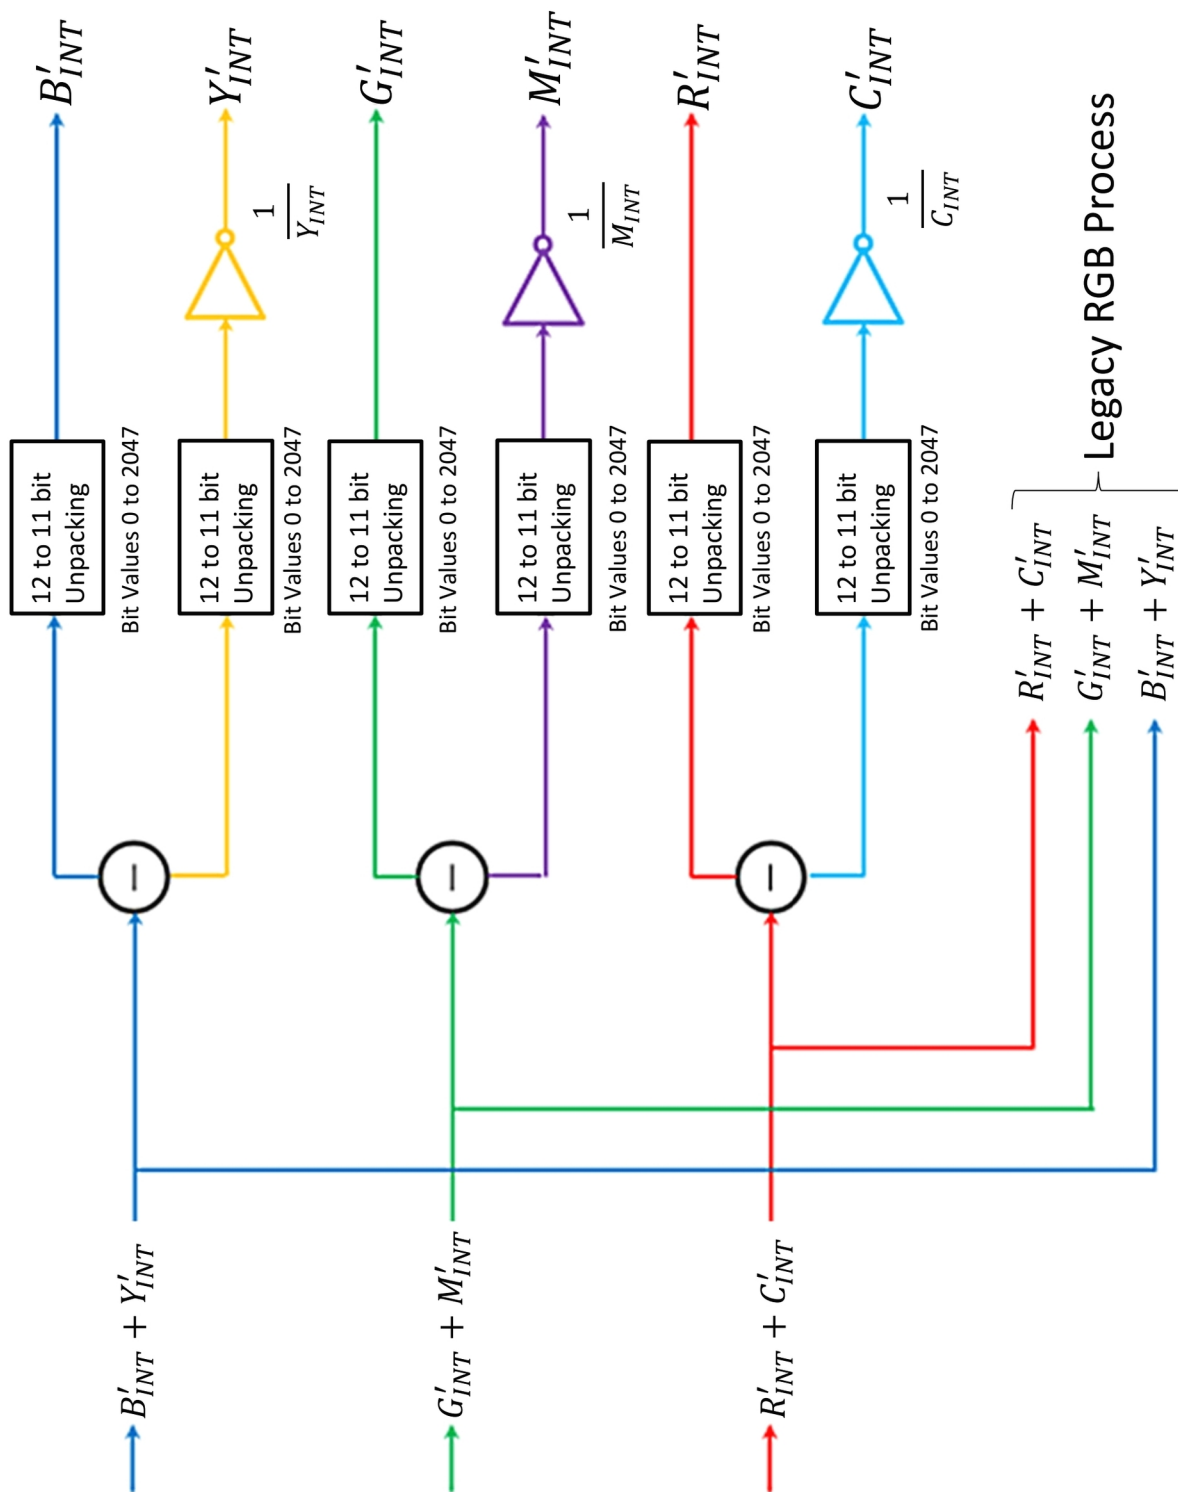 B′INT
12 to 11 bit
Unpacking
Bit Values 0 to 2047
B′INT + Y′INT
−
Y′INT
1
YINT
12 to 11 bit
Unpacking
Bit Values 0 to 2047
G′INT
12 to 11 bit
Unpacking
Bit Values 0 to 2047
G′INT + M′INT
−
M′INT
1
MINT
12 to 11 bit
Unpacking
Bit Values 0 to 2047
R′INT
12 to 11 bit
Unpacking
Bit Values 0 to 2047
R′INT + C′INT
−
C′INT
1
CINT
12 to 11 bit
Unpacking
Bit Values 0 to 2047
R′INT + C′INT
G′INT + M′INT
B′INT + Y′INT
Legacy RGB Process